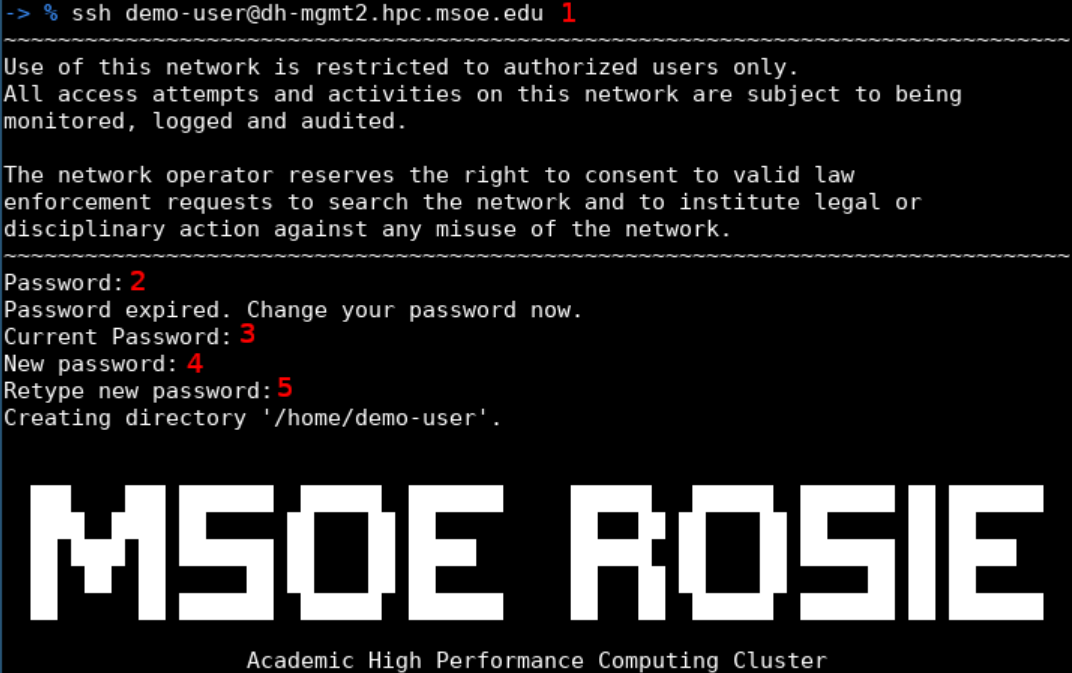 -> % ssh demo-user@dh-mgmt2.hpc.msoe.edu 1
~~~~~~~~~~~~~~~~~~~~~~~~~~~~~~~~~~~~~~~~~~~~~~~~~~~~~~~~~~~~~~~~~~~~~~~~~~~~~~~
Use of this network is restricted to authorized users only.
All access attempts and activities on this network are subject to being
monitored, logged and audited.
The network operator reserves the right to consent to valid law
enforcement requests to search the network and to institute legal or
disciplinary action against any misuse of the network.
~~~~~~~~~~~~~~~~~~~~~~~~~~~~~~~~~~~~~~~~~~~~~~~~~~~~~~~~~~~~~~~~~~~~~~~~~~~~~~~
Password: 2
Password expired. Change your password now.
Current Password: 3
New password: 4
Retype new password: 5
Creating directory '/home/demo-user'.
MSOE ROSIE
Academic High Performance Computing Cluster